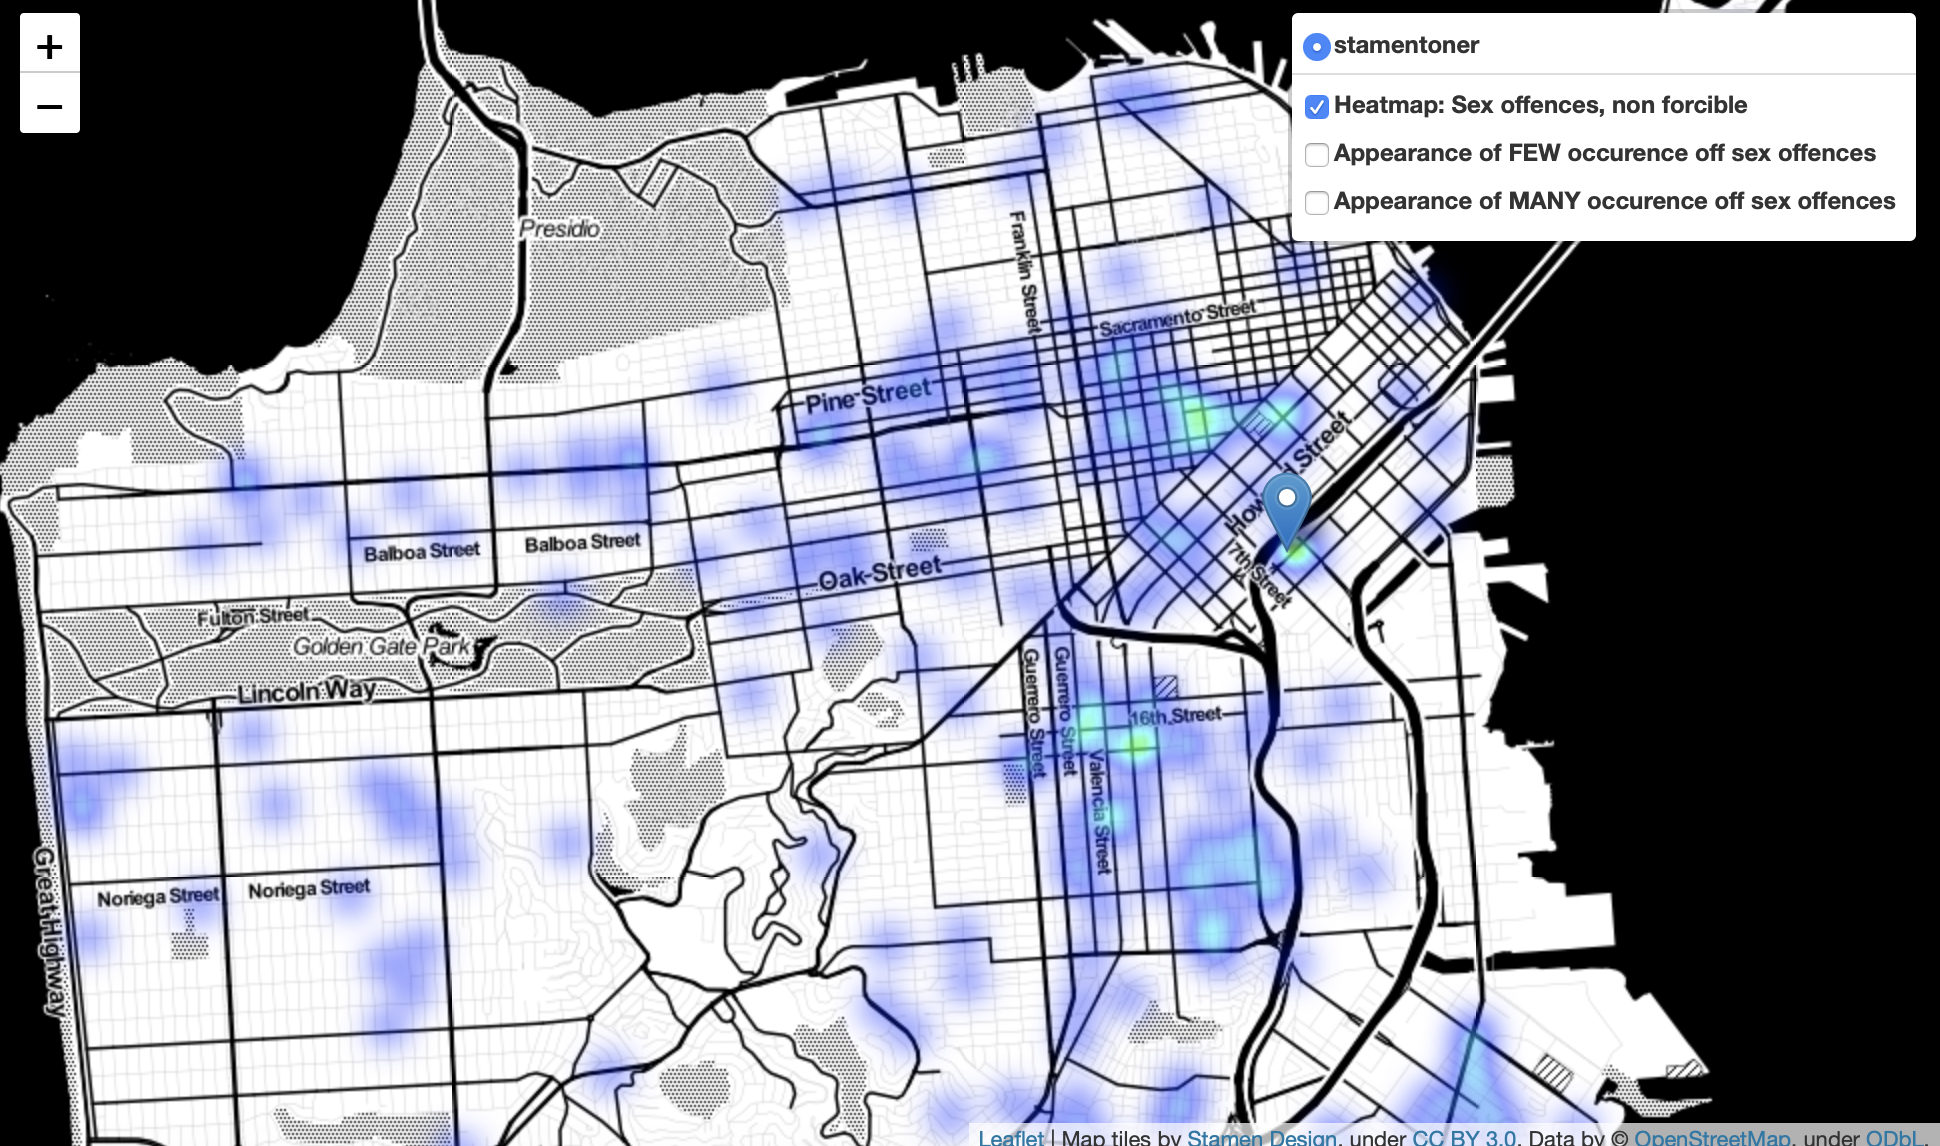 +
stamentoner
Heatmap: Sex offences, non forcible
−
Appearance of FEW occurence off sex offences
Appearance of MANY occurence off sex offences
Presidio
Franklin Street
Sacramento Street
Pine Street
Street
Balboa Street
Balboa Street
7th Street
Oak Street
Fulton Street
Golden Gate Park
Lincoln Way
Guerrero Street
Guerrero Street
16th Street
Valencia Street
Noriega Street
Noriega Street
Great Highway
Leaflet | Map tiles by Stamen Design, under CC BY 3.0. Data by © OpenStreetMap, under ODbL.